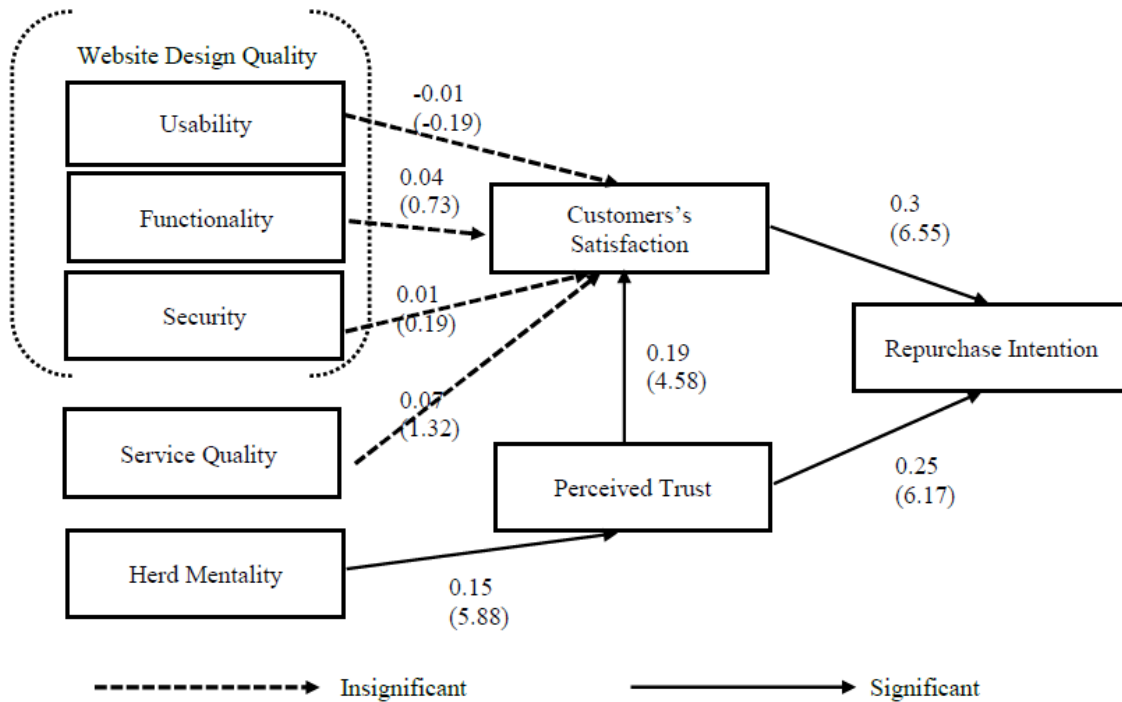 Website Design Quality
Usability
-0.01
(-0.19)
Functionality
0.04
(0.73)
Customers's
Satisfaction
0.3
(6.55)
Security
0.01
(0.19)
0.19
(4.58)
Repurchase Intention
Service Quality
0.07
(1.32)
Perceived Trust
0.25
(6.17)
Herd Mentality
0.15
(5.88)
Insignificant
Significant